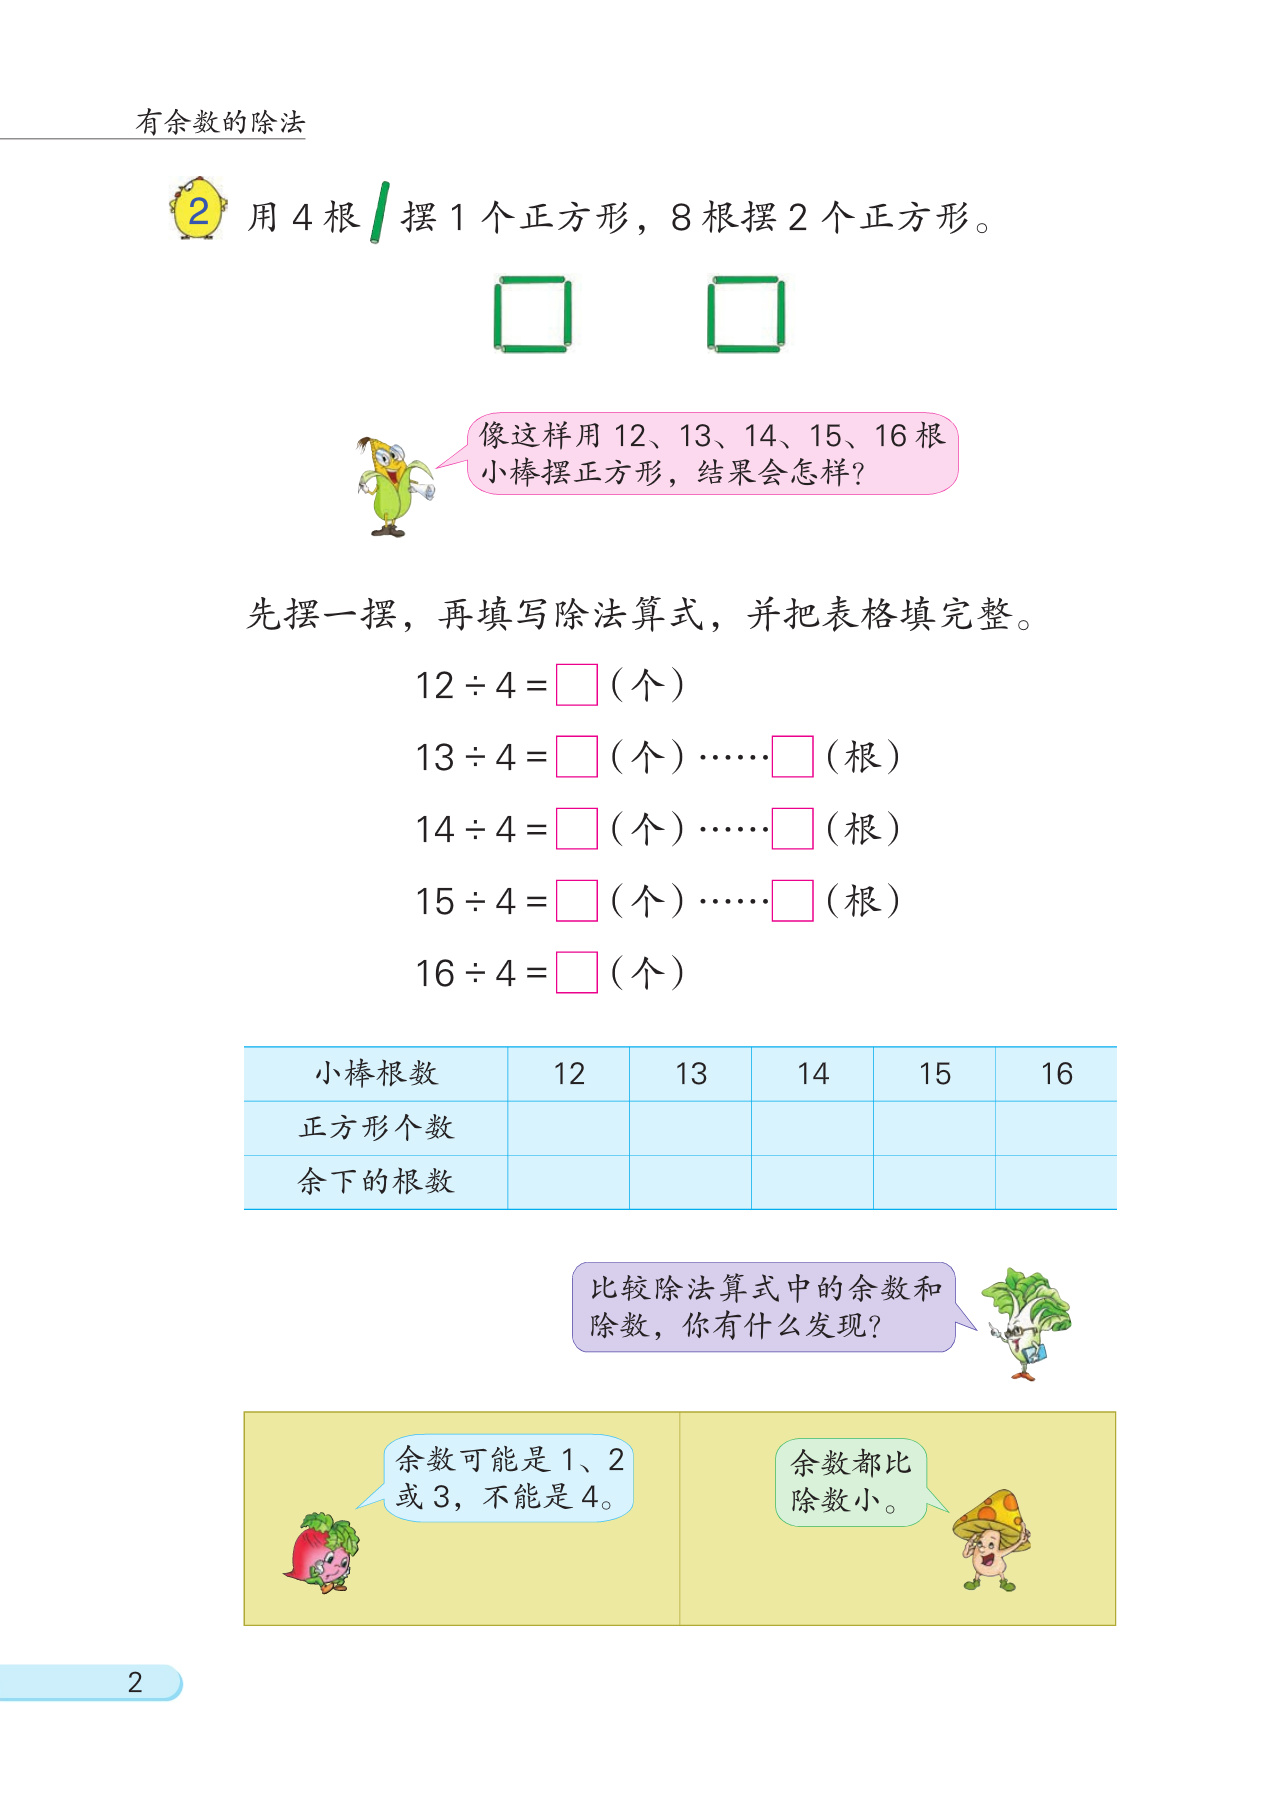 有余数的除法
2 用 4 根 摆 1 个正方形，8 根摆 2 个正方形。
像这样用 12、13、14、15、16 根
小棒摆正方形，结果会怎样？
先摆一摆，再填写除法算式，并把表格填完整。
12 ÷ 4 = □（个）
13 ÷ 4 = □（个）……□（根）
14 ÷ 4 = □（个）……□（根）
15 ÷ 4 = □（个）……□（根）
16 ÷ 4 = □（个）
小棒根数 12 13 14 15 16
正方形个数
余下的根数
比较除法算式中的余数和
除数，你有什么发现？
余数可能是 1、2
或 3，不能是 4。
余数都比
除数小。
2